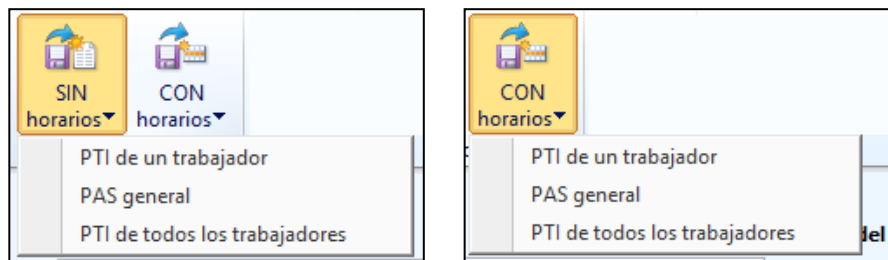 SIN
horarios
CON
horarios
PTI de un trabajador
PAS general
PTI de todos los trabajadores
CON
horarios
PTI de un trabajador
PAS general
PTI de todos los trabajadores
del